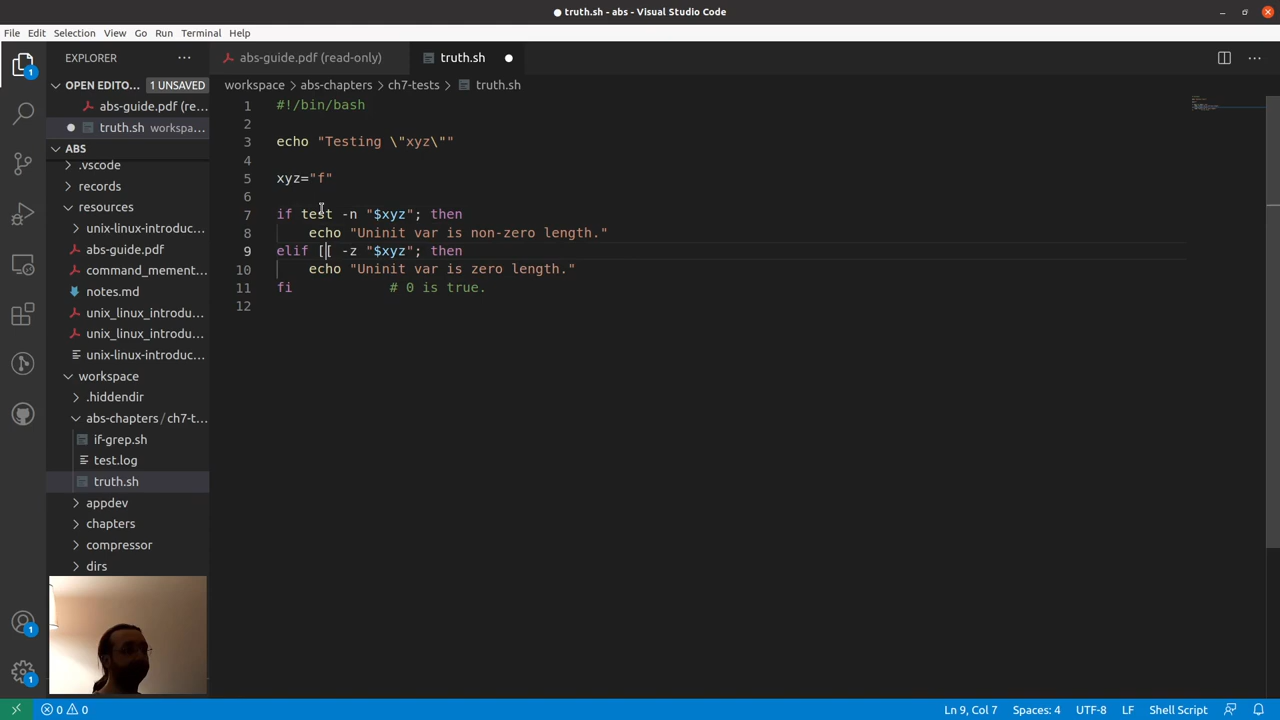 truth.sh - abs - Visual Studio Code
File Edit Selection View Go Run Terminal Help
EXPLORER
abs-guide.pdf (read-only)
truth.sh
OPEN EDITO...
1 UNSAVED
workspace abs-chapters ch7-tests truth.sh
abs-guide.pdf (re...
truth.sh workspa...
ABS
.vscode
records
resources
unix-linux-introduc...
abs-guide.pdf
command_mement...
notes.md
unix_linux_introdu...
unix_linux_introdu...
unix-linux-introduc...
workspace
.hiddendir
abs-chapters / ch7-t...
if-grep.sh
test.log
truth.sh
appdev
chapters
compressor
dirs
1 #!/bin/bash
2
3 echo "Testing \"xyz\""
4
5 xyz="f"
6
7 if test -n "$xyz"; then
8 echo "Uninit var is non-zero length."
9 elif [[ -z "$xyz"; then
10 echo "Uninit var is zero length."
11 fi # 0 is true.
12
1
1
1
0 0
Ln 9, Col 7 Spaces: 4 UTF-8 LF Shell Script